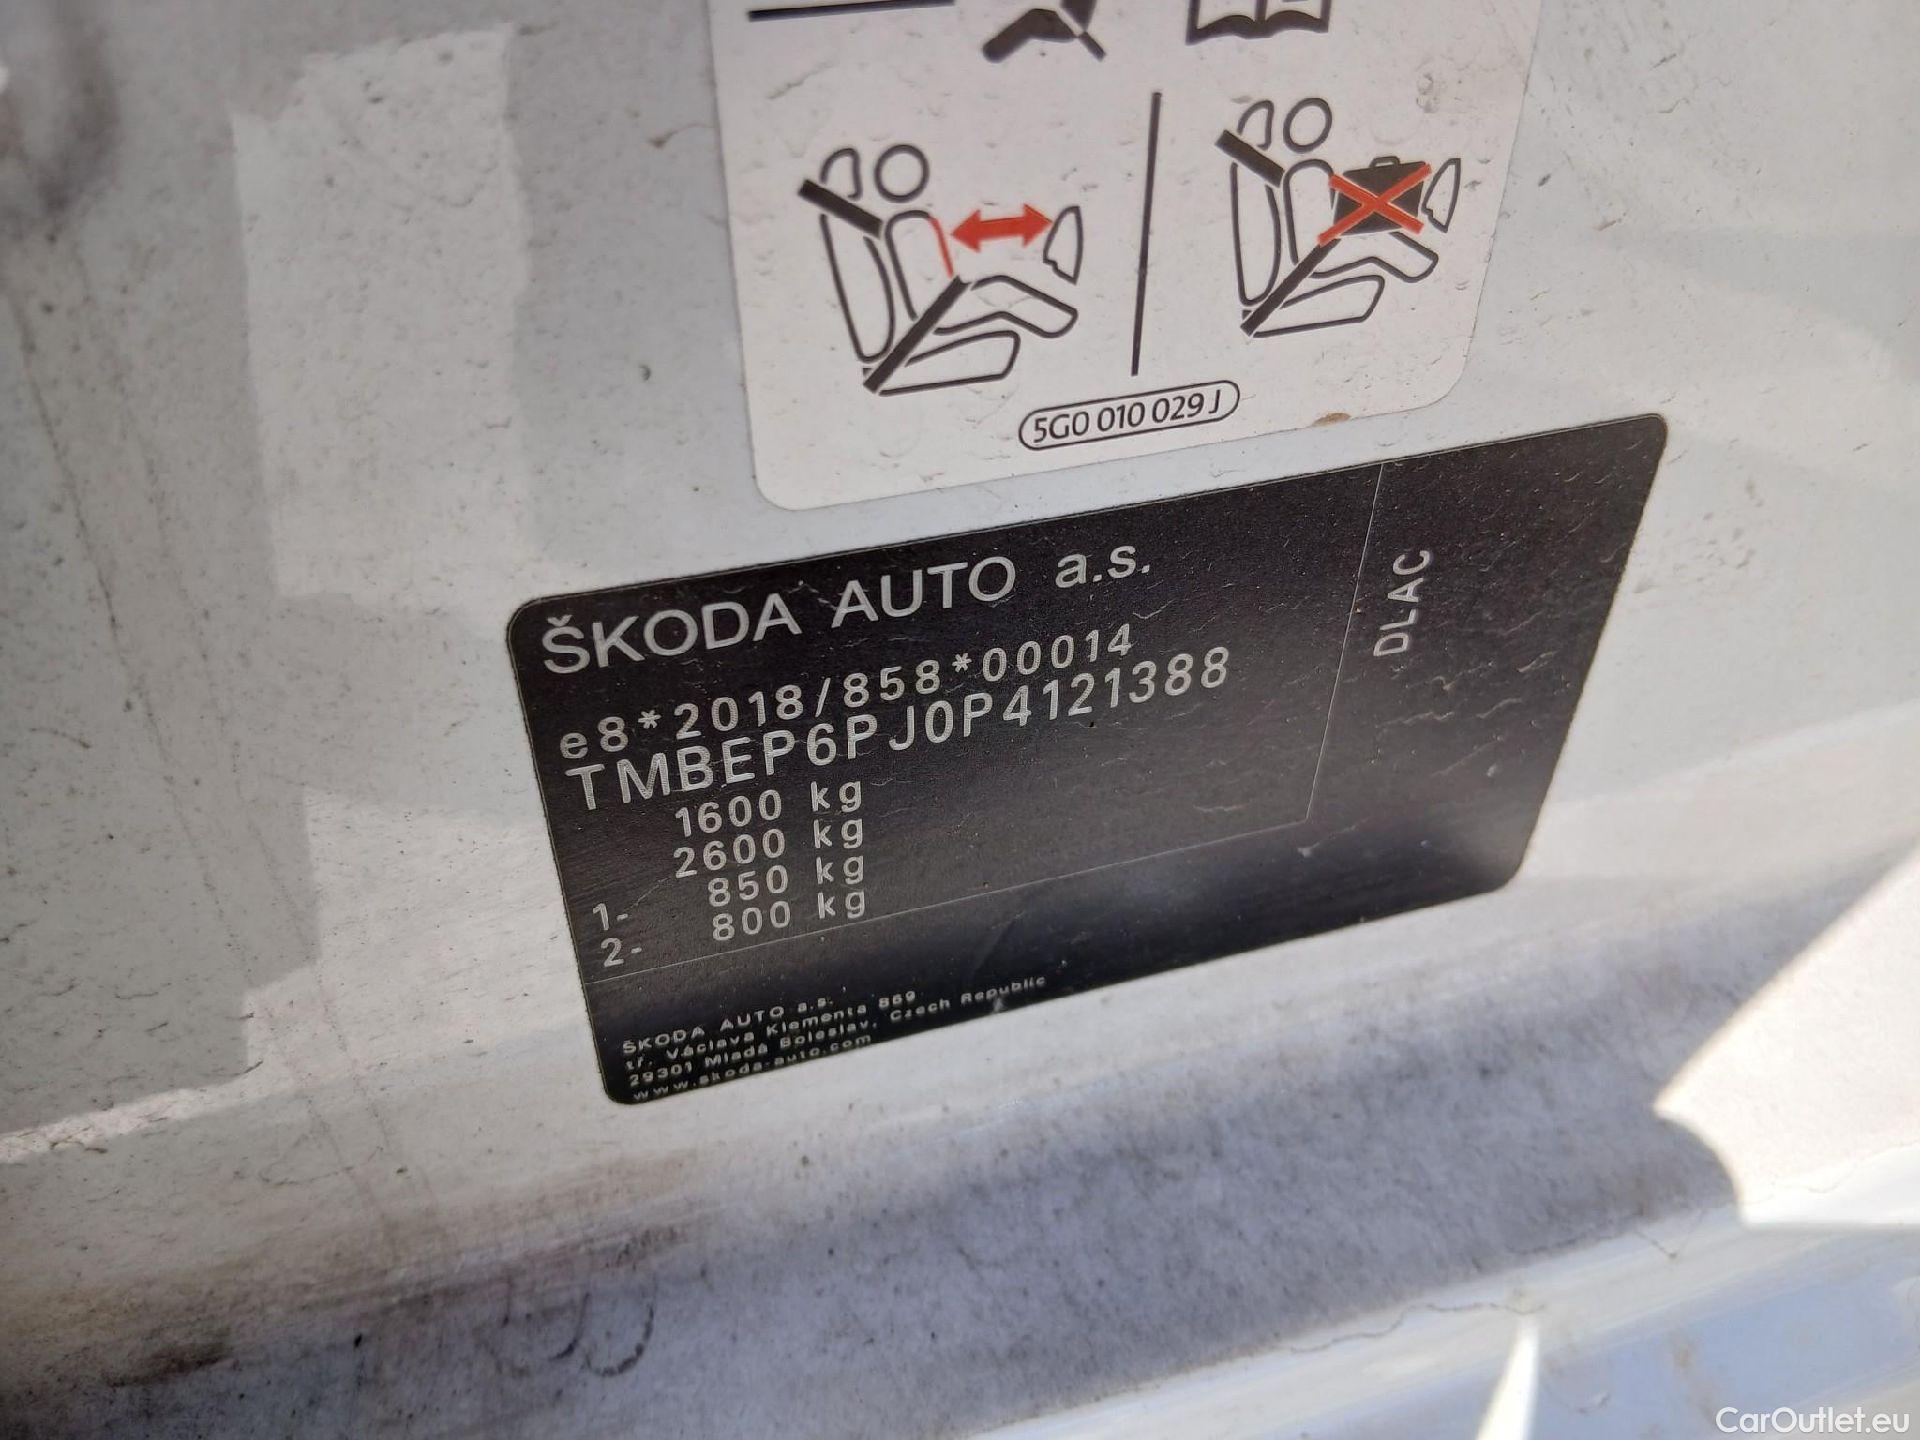 5G0 010 029 J
ŠKODA AUTO a.s.
e8*2018/858*00014
TMBEP6PJ0P4121388
1600 kg
2600 kg
1- 850 kg
2- 800 kg
DLAC
ŠKODA AUTO a.s.
tř. Václava Klementa 869
29301 Mladá Boleslav, Czech Republic
www.skoda-auto.com
CarOutlet.eu